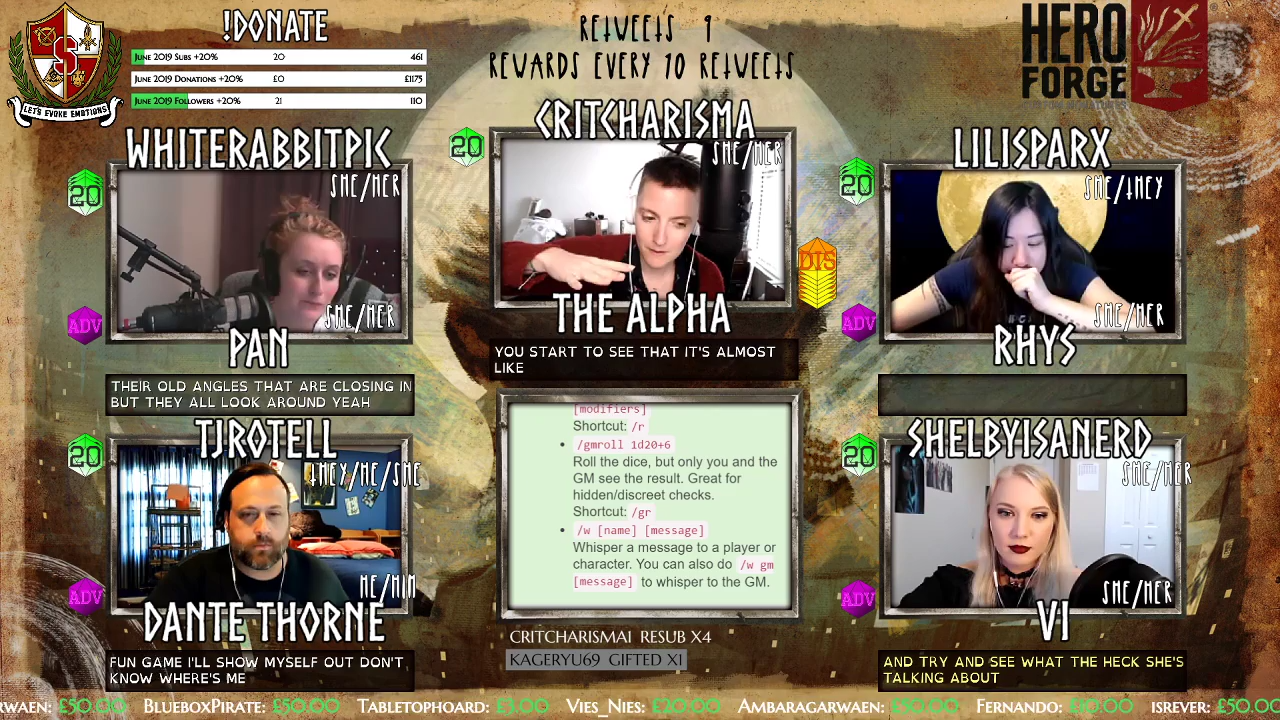 !DONATE
JUNE 2019 SUBS +20% 20 461
JUNE 2019 DONATIONS +20% £0 £1175
JUNE 2019 FOLLOWERS +20% 21 110
LET'S EVOKE EMOTIONS
RETWEETS 9
REWARDS EVERY 10 RETWEETS
HERO
FORGE
CUSTOM MINIATURES
WHITERABBITPIC
SHE/HER
20
SHE/HER
ADV
PAN
THEIR OLD ANGLES THAT ARE CLOSING IN
BUT THEY ALL LOOK AROUND YEAH
CRITCHARISMA
SHE/HER
20
DTS
THE ALPHA
YOU START TO SEE THAT IT'S ALMOST
LIKE
LILISPARX
SHE/THEY
20
SHE/HER
ADV
RHYS
TJROTELL
THEY/HE/SHE
20
HE/HIM
ADV
DANTE THORNE
FUN GAME I'LL SHOW MYSELF OUT DON'T
KNOW WHERE'S ME
[modifiers]
Shortcut: /r
• /gmroll 1d20+6
Roll the dice, but only you and the
GM see the result. Great for
hidden/discreet checks.
Shortcut: /gr
• /w [name] [message]
Whisper a message to a player or
character. You can also do /w gm
[message] to whisper to the GM.
CRITCHARISMA1 RESUB X4
KAGERYU69 GIFTED X1
SHELBYISANERD
SHE/HER
20
SHE/HER
ADV
VI
AND TRY AND SEE WHAT THE HECK SHE'S
TALKING ABOUT
RWAEN: £50.00 BLUEBOXPIRATE: £50.00 TABLETOPHOARD: £3.00 VIES_NIES: £20.00 AMBARAGARWAEN: £50.00 FERNANDO: £10.00 ISREVER: £50.00